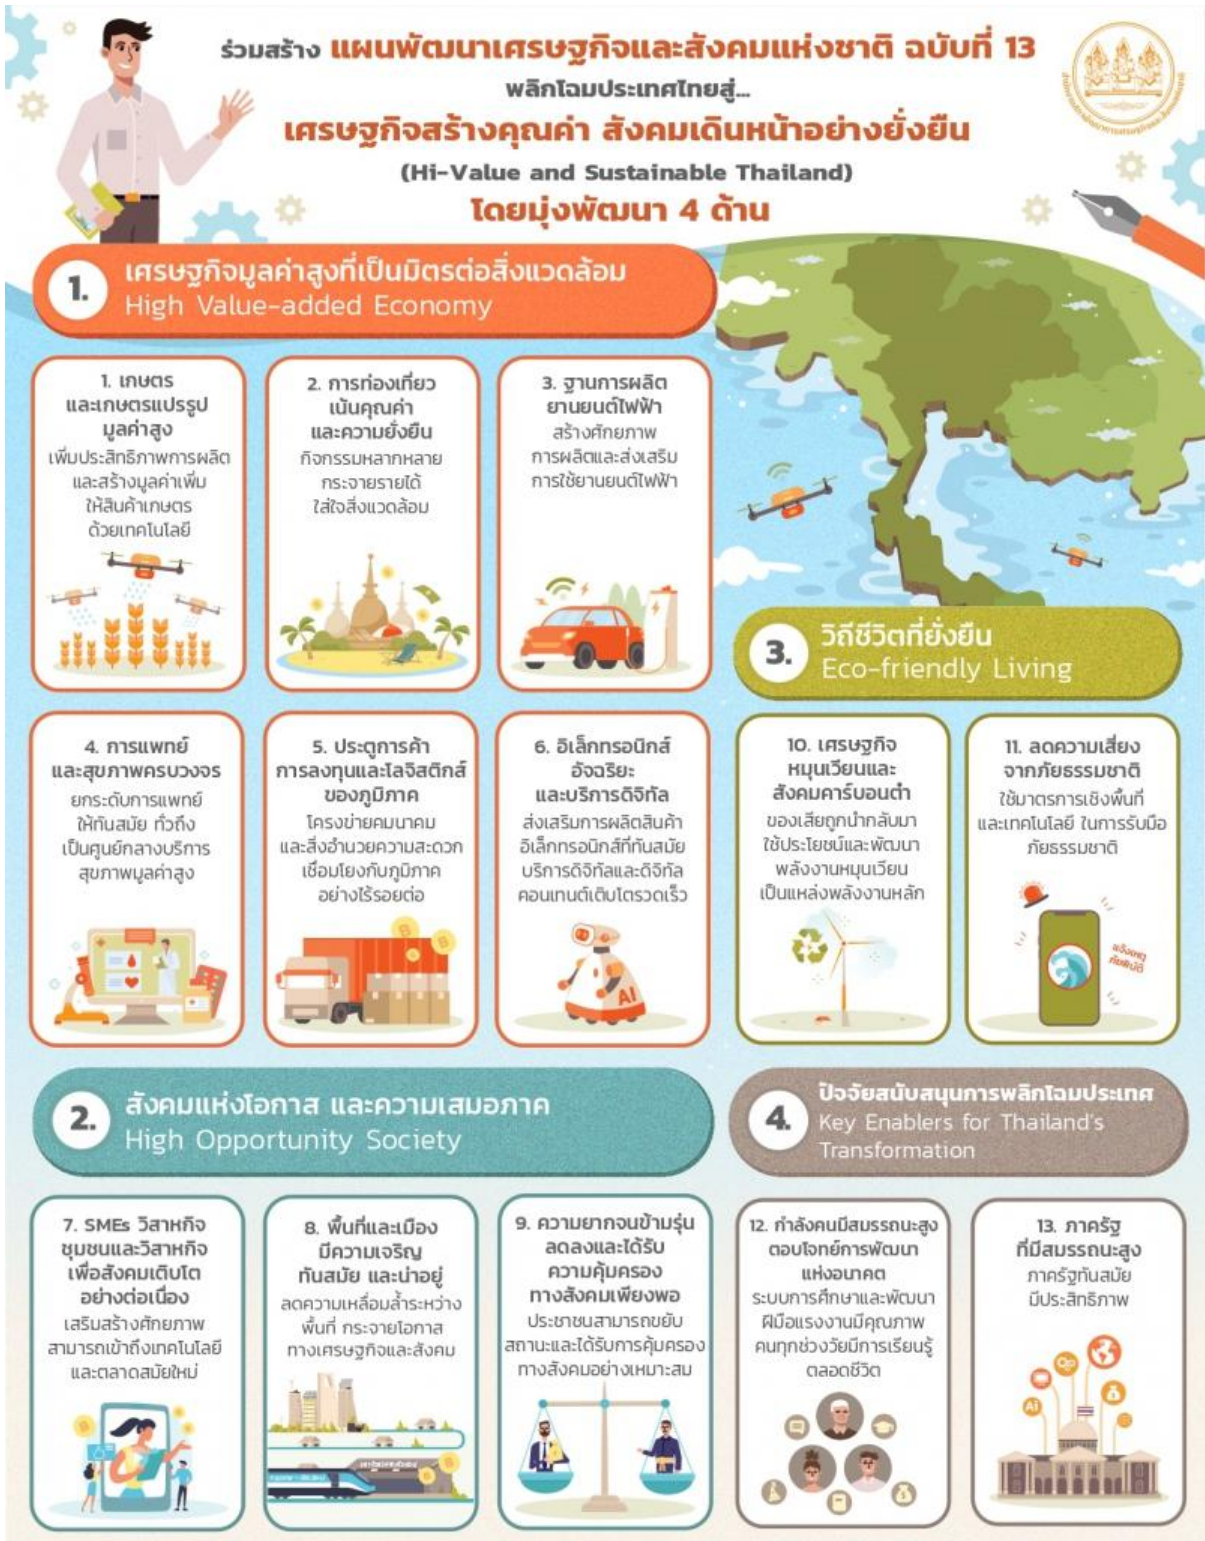 ร่วมสร้าง แผนพัฒนาเศรษฐกิจและสังคมแห่งชาติ ฉบับที่ 13
พลิกโฉมประเทศไทยสู่...
เศรษฐกิจสร้างคุณค่า สังคมเดินหน้าอย่างยั่งยืน
(Hi-Value and Sustainable Thailand)
โดยมุ่งพัฒนา 4 ด้าน
1.
เศรษฐกิจมูลค่าสูงที่เป็นมิตรต่อสิ่งแวดล้อม
High Value-added Economy
1. เกษตร
และเกษตรแปรรูป
มูลค่าสูง
เพิ่มประสิทธิภาพการผลิต
และสร้างมูลค่าเพิ่ม
ให้สินค้าเกษตร
ด้วยเทคโนโลยี
2. การท่องเที่ยว
เน้นคุณค่า
และความยั่งยืน
กิจกรรมหลากหลาย
กระจายรายได้
ใส่ใจสิ่งแวดล้อม
3. ฐานการผลิต
ยานยนต์ไฟฟ้า
สร้างศักยภาพ
การผลิตและส่งเสริม
การใช้ยานยนต์ไฟฟ้า
4. การแพทย์
และสุขภาพครบวงจร
ยกระดับการแพทย์
ให้ทันสมัย ทั่วถึง
เป็นศูนย์กลางบริการ
สุขภาพมูลค่าสูง
5. ประตูการค้า
การลงทุนและโลจิสติกส์
ของภูมิภาค
โครงข่ายคมนาคม
และสิ่งอำนวยความสะดวก
เชื่อมโยงกับภูมิภาค
อย่างไร้รอยต่อ
6. อิเล็กทรอนิกส์
อัจฉริยะ
และบริการดิจิทัล
ส่งเสริมการผลิตสินค้า
อิเล็กทรอนิกส์ที่ทันสมัย
บริการดิจิทัลและดิจิทัล
คอนเทนต์เติบโตรวดเร็ว
AI
3.
วิถีชีวิตที่ยั่งยืน
Eco-friendly Living
10. เศรษฐกิจ
หมุนเวียนและ
สังคมคาร์บอนต่ำ
ของเสียถูกนำกลับมา
ใช้ประโยชน์และพัฒนา
พลังงานหมุนเวียน
เป็นแหล่งพลังงานหลัก
11. ลดความเสี่ยง
จากภัยธรรมชาติ
ใช้มาตรการเชิงพื้นที่
และเทคโนโลยี ในการรับมือ
ภัยธรรมชาติ
แจ้งเหตุ
ภัยพิบัติ
2.
สังคมแห่งโอกาส และความเสมอภาค
High Opportunity Society
7. SMEs วิสาหกิจ
ชุมชนและวิสาหกิจ
เพื่อสังคมเติบโต
อย่างต่อเนื่อง
เสริมสร้างศักยภาพ
สามารถเข้าถึงเทคโนโลยี
และตลาดสมัยใหม่
8. พื้นที่และเมือง
มีความเจริญ
ทันสมัย และน่าอยู่
ลดความเหลื่อมล้ำระหว่าง
พื้นที่ กระจายโอกาส
ทางเศรษฐกิจและสังคม
9. ความยากจนข้ามรุ่น
ลดลงและได้รับ
ความคุ้มครอง
ทางสังคมเพียงพอ
ประชาชนสามารถขยับ
สถานะและได้รับการคุ้มครอง
ทางสังคมอย่างเหมาะสม
4.
ปัจจัยสนับสนุนการพลิกโฉมประเทศ
Key Enablers for Thailand's
Transformation
12. กำลังคนมีสมรรถนะสูง
ตอบโจทย์การพัฒนา
แห่งอนาคต
ระบบการศึกษาและพัฒนา
ฝีมือแรงงานมีคุณภาพ
คนทุกช่วงวัยมีการเรียนรู้
ตลอดชีวิต
13. ภาครัฐ
ที่มีสมรรถนะสูง
ภาครัฐทันสมัย
มีประสิทธิภาพ
Ai